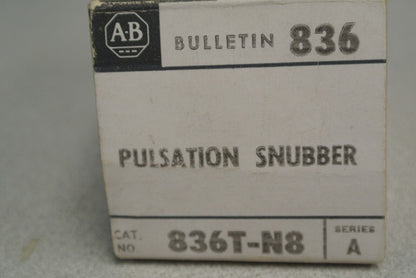 A-B BULLETIN 836
PULSATION SNUBBER
CAT. NO. 836T-N8 SERIES A